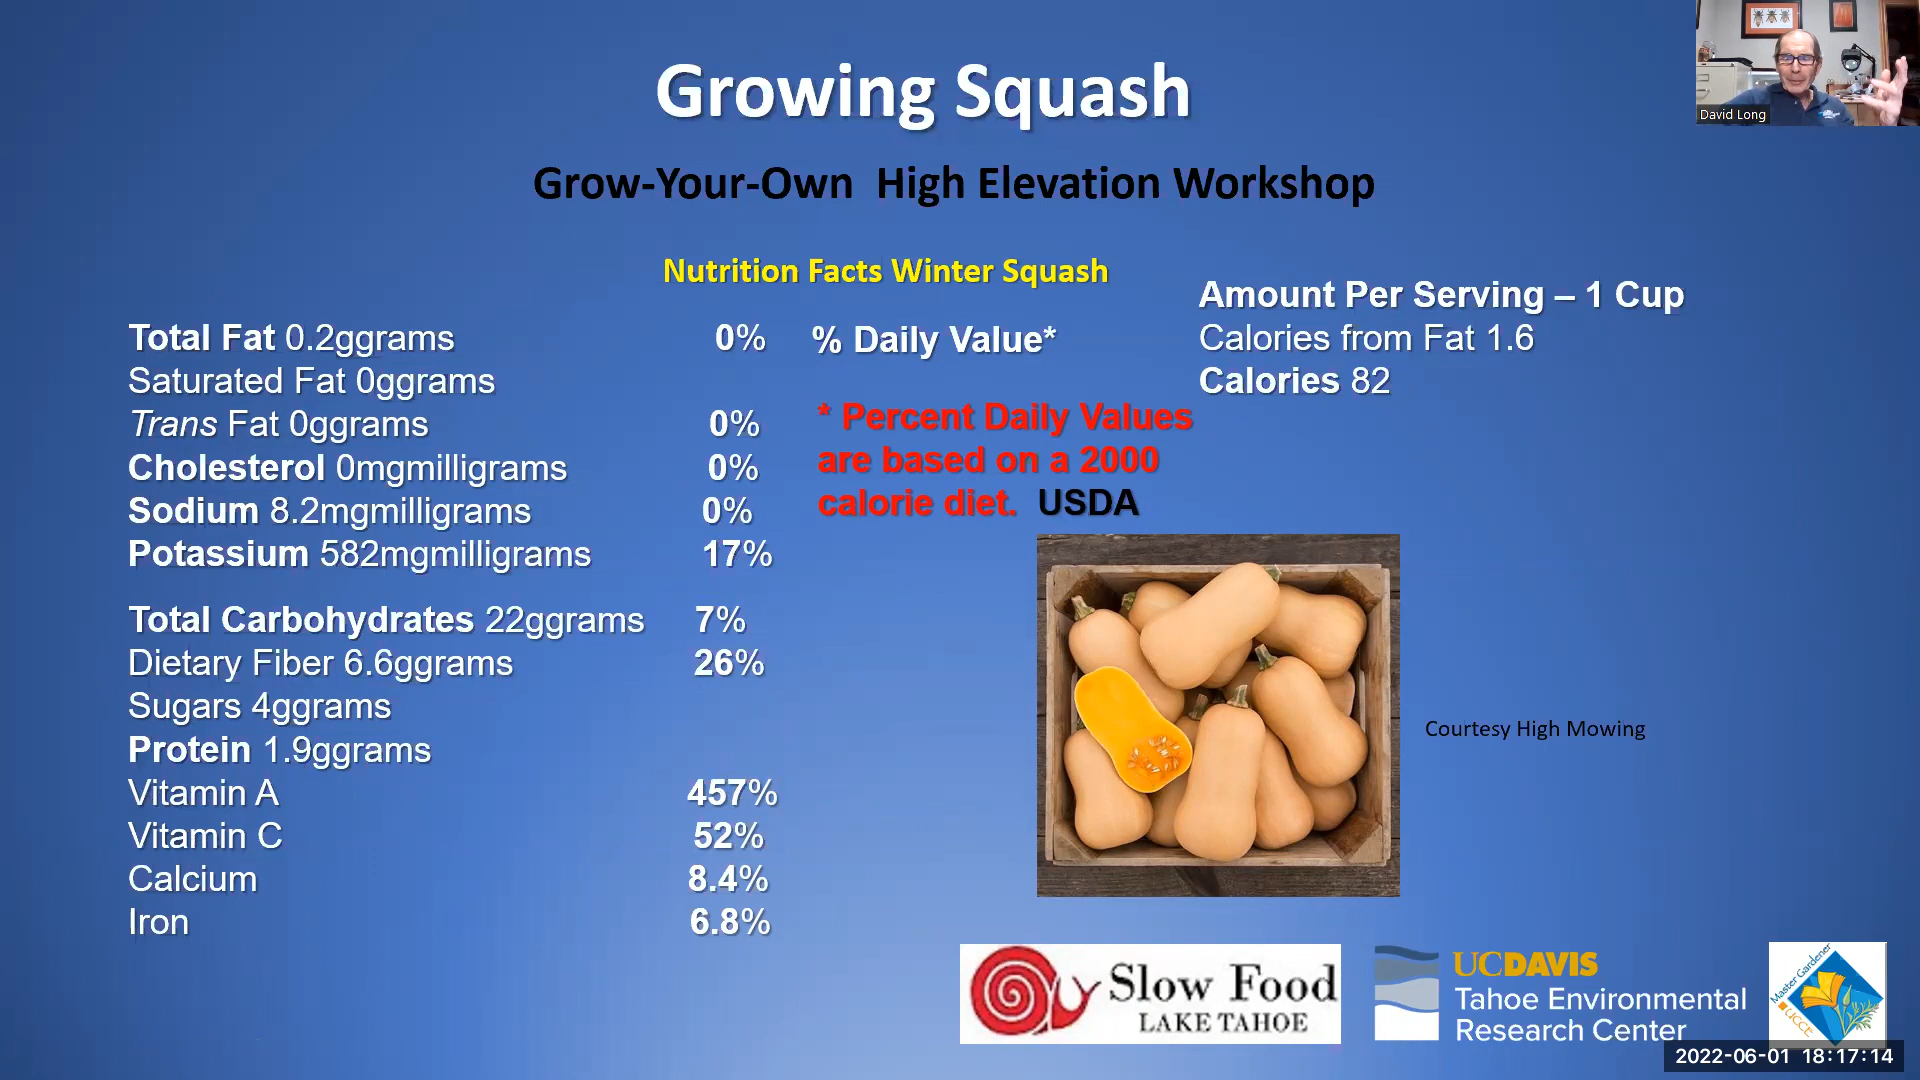 Growing Squash
David Long
Grow-Your-Own High Elevation Workshop
Nutrition Facts Winter Squash
Amount Per Serving – 1 Cup
Calories from Fat 1.6
Calories 82
Total Fat 0.2ggrams 0% % Daily Value*
Saturated Fat 0ggrams
Trans Fat 0ggrams 0%
Cholesterol 0mgmilligrams 0%
Sodium 8.2mgmilligrams 0%
Potassium 582mgmilligrams 17%
* Percent Daily Values
are based on a 2000
calorie diet. USDA
Total Carbohydrates 22ggrams 7%
Dietary Fiber 6.6ggrams 26%
Sugars 4ggrams
Protein 1.9ggrams
Vitamin A 457%
Vitamin C 52%
Calcium 8.4%
Iron 6.8%
Courtesy High Mowing
Slow Food
LAKE TAHOE
UCDAVIS
Tahoe Environmental
Research Center
Master Gardener
UCCE
2022-06-01 18:17:14